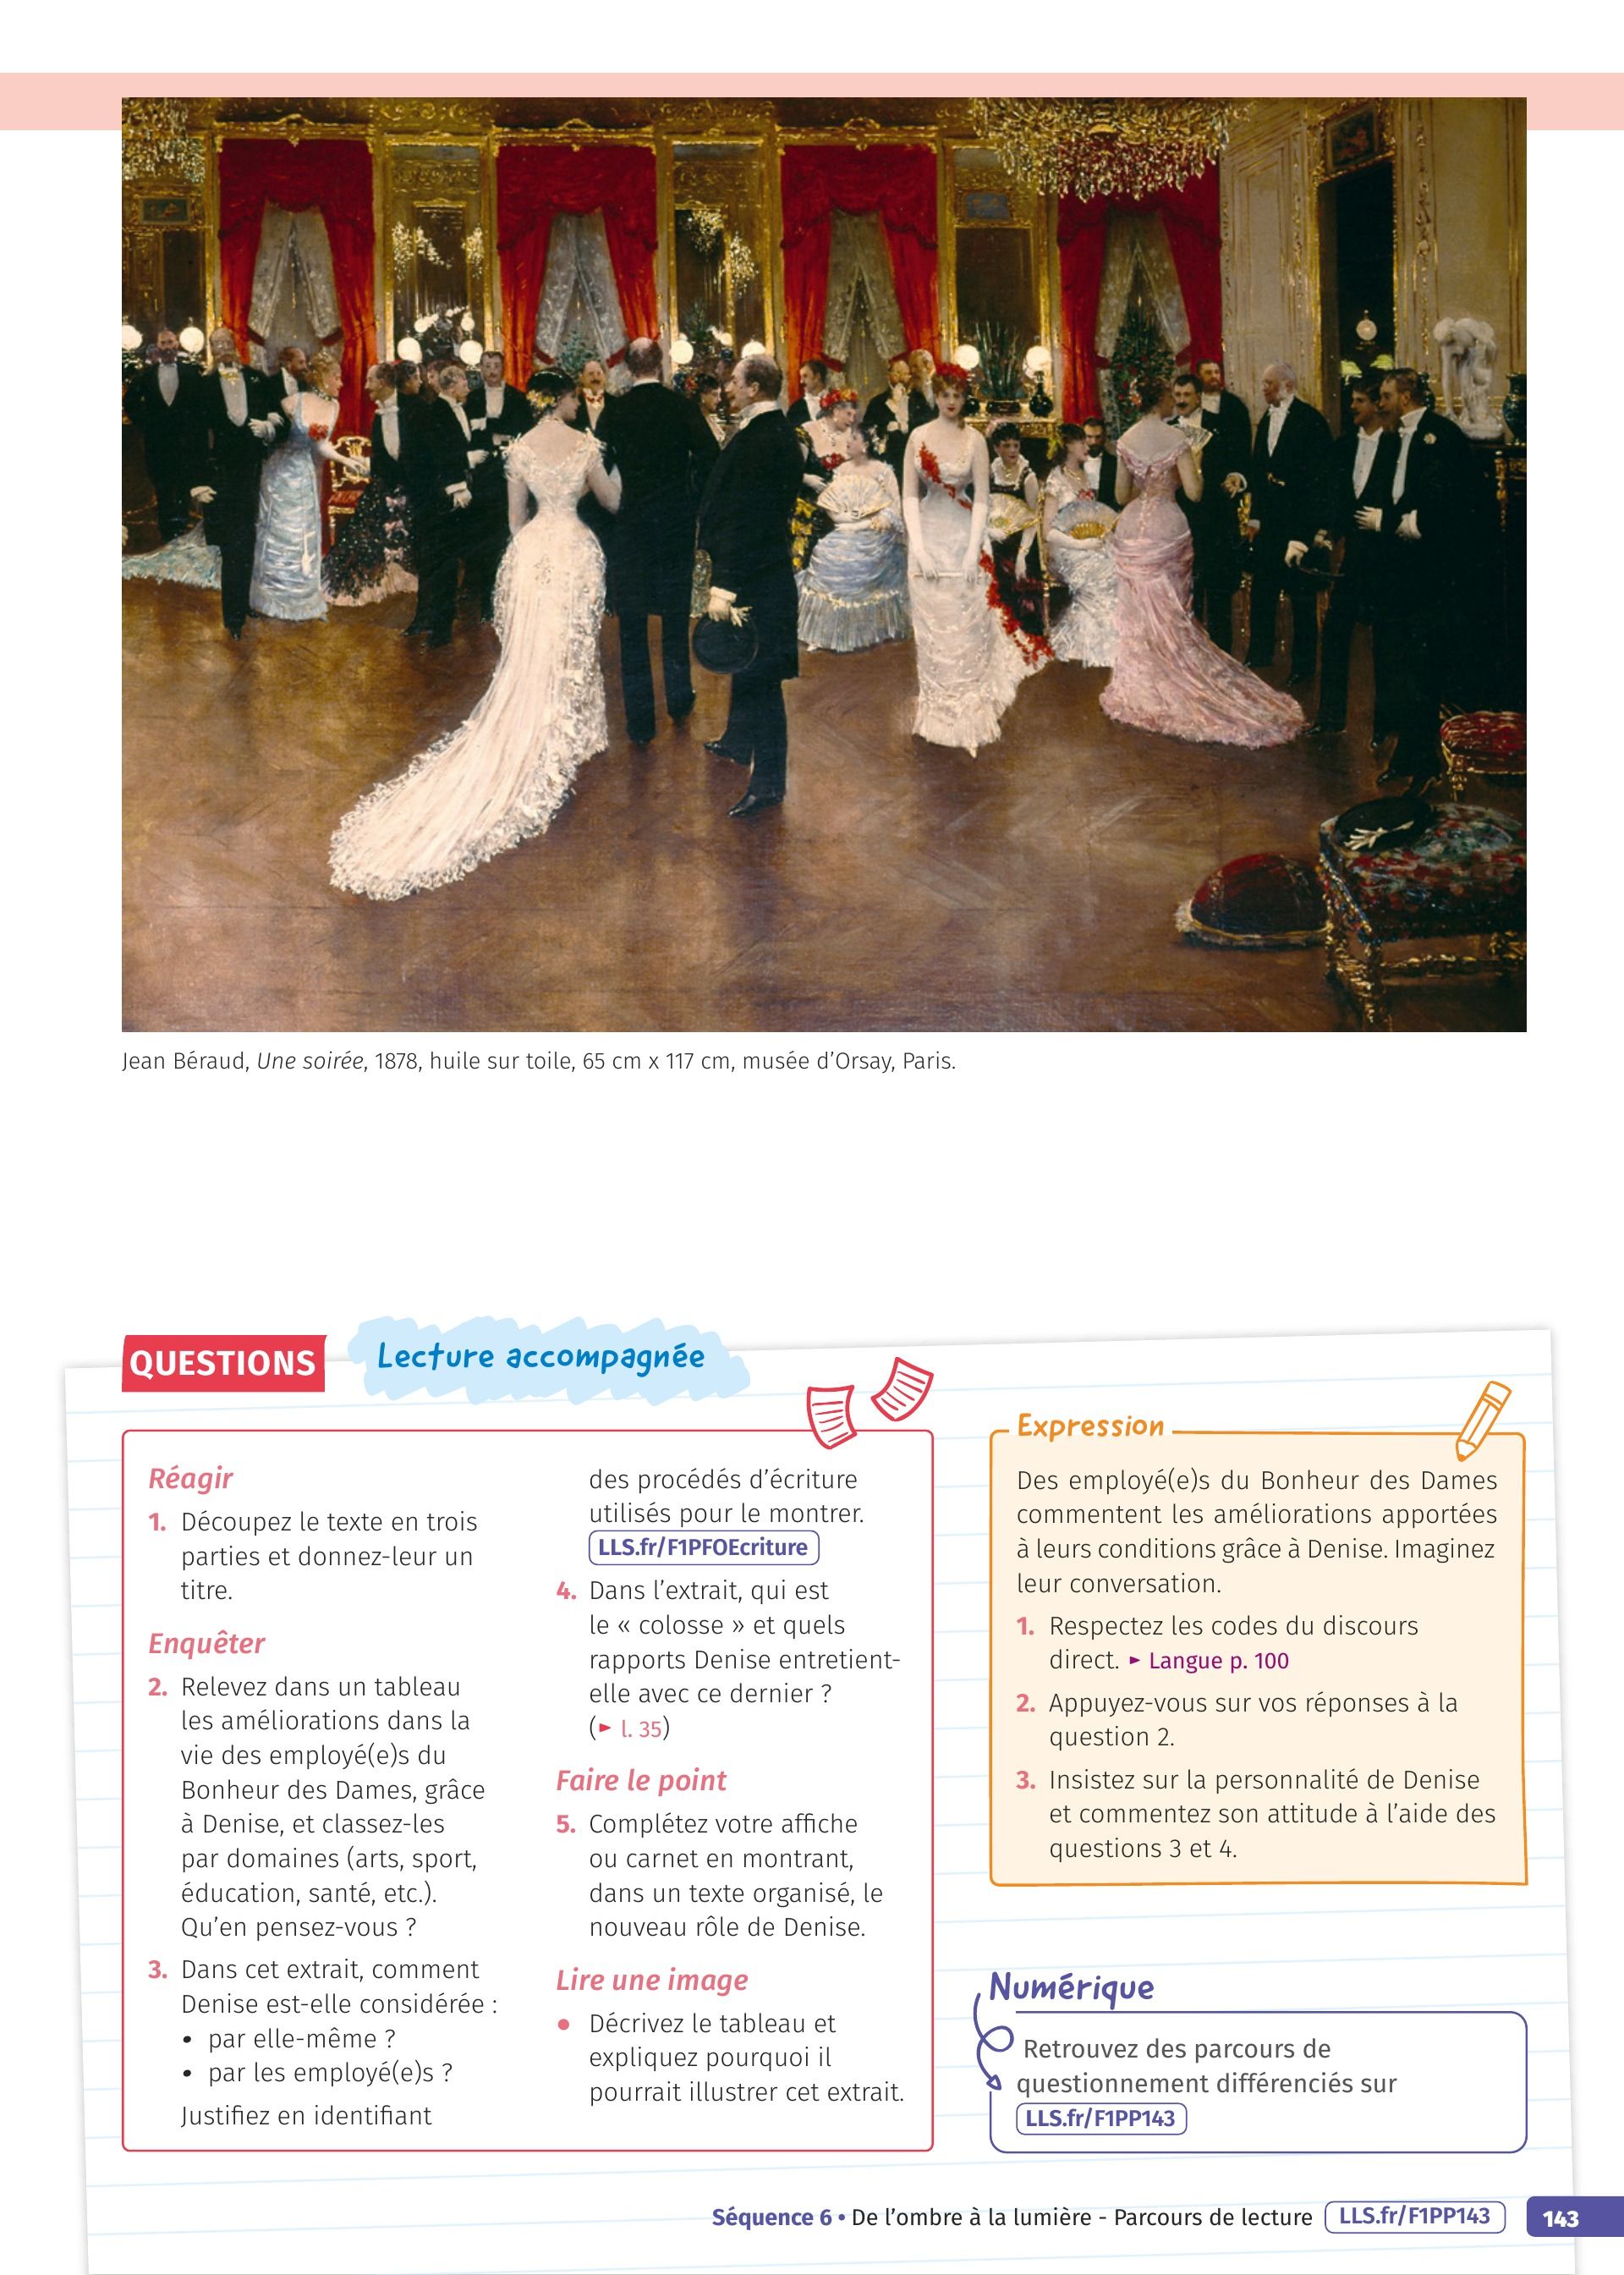 Jean Béraud, Une soirée, 1878, huile sur toile, 65 cm x 117 cm, musée d’Orsay, Paris.
QUESTIONS
Lecture accompagnée
Réagir
1. Découpez le texte en trois
parties et donnez-leur un
titre.
Enquêter
2. Relevez dans un tableau
les améliorations dans la
vie des employé(e)s du
Bonheur des Dames, grâce
à Denise, et classez-les
par domaines (arts, sport,
éducation, santé, etc.).
Qu’en pensez-vous ?
3. Dans cet extrait, comment
Denise est-elle considérée :
• par elle-même ?
• par les employé(e)s ?
Justifiez en identifiant
des procédés d’écriture
utilisés pour le montrer.
LLS.fr/F1PFOEcriture
4. Dans l’extrait, qui est
le « colosse » et quels
rapports Denise entretient-
elle avec ce dernier ?
(► l. 35)
Faire le point
5. Complétez votre affiche
ou carnet en montrant,
dans un texte organisé, le
nouveau rôle de Denise.
Lire une image
● Décrivez le tableau et
expliquez pourquoi il
pourrait illustrer cet extrait.
Expression
Des employé(e)s du Bonheur des Dames
commentent les améliorations apportées
à leurs conditions grâce à Denise. Imaginez
leur conversation.
1. Respectez les codes du discours
direct. ► Langue p. 100
2. Appuyez-vous sur vos réponses à la
question 2.
3. Insistez sur la personnalité de Denise
et commentez son attitude à l’aide des
questions 3 et 4.
Numérique
Retrouvez des parcours de
questionnement différenciés sur
LLS.fr/F1PP143
Séquence 6 • De l’ombre à la lumière - Parcours de lecture LLS.fr/F1PP143 143